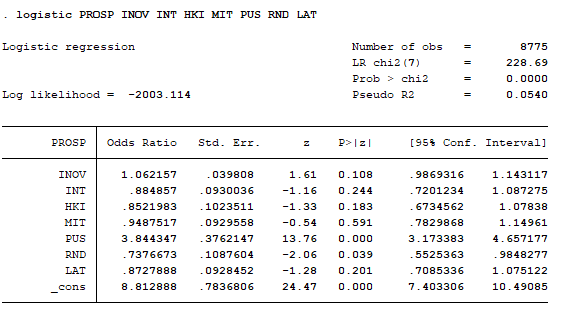 . logistic PROSP INOV INT HKI MIT PUS RND LAT
Logistic regression Number of obs = 8775
LR chi2(7) = 228.69
Prob > chi2 = 0.0000
Log likelihood = -2003.114 Pseudo R2 = 0.0540
PROSP Odds Ratio Std. Err. z P>|z| [95% Conf. Interval]
INOV 1.062157 .039808 1.61 0.108 .9869316 1.143117
INT .884857 .0930036 -1.16 0.244 .7201234 1.087275
HKI .8521983 .1023511 -1.33 0.183 .6734562 1.07838
MIT .9487517 .0929558 -0.54 0.591 .7829868 1.14961
PUS 3.844347 .3762147 13.76 0.000 3.173383 4.657177
RND .7376673 .1087604 -2.06 0.039 .5525363 .9848277
LAT .8727888 .0928452 -1.28 0.201 .7085336 1.075122
_cons 8.812888 .7836806 24.47 0.000 7.403306 10.49085